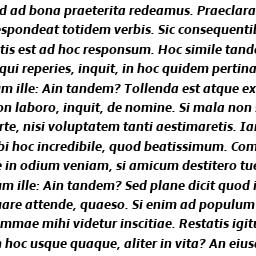 d ad bona praeterita redeamus. Praeclara
espondeat totidem verbis. Sic consequentil
tis est ad hoc responsum. Hoc simile tand
qui reperies, inquit, in hoc quidem pertina
m ille: Ain tandem? Tollenda est atque ex
on laboro, inquit, de nomine. Si mala non
rte, nisi voluptatem tanti aestimaretis. Ia
bi hoc incredibile, quod beatissimum. Com
e in odium veniam, si amicum destitero tue
m ille: Ain tandem? Sed plane dicit quod i
uare attende, quaeso. Si enim ad populum
mmae mihi videtur inscitiae. Restatis igitu
n hoc usque quaque, aliter in vita? An eius